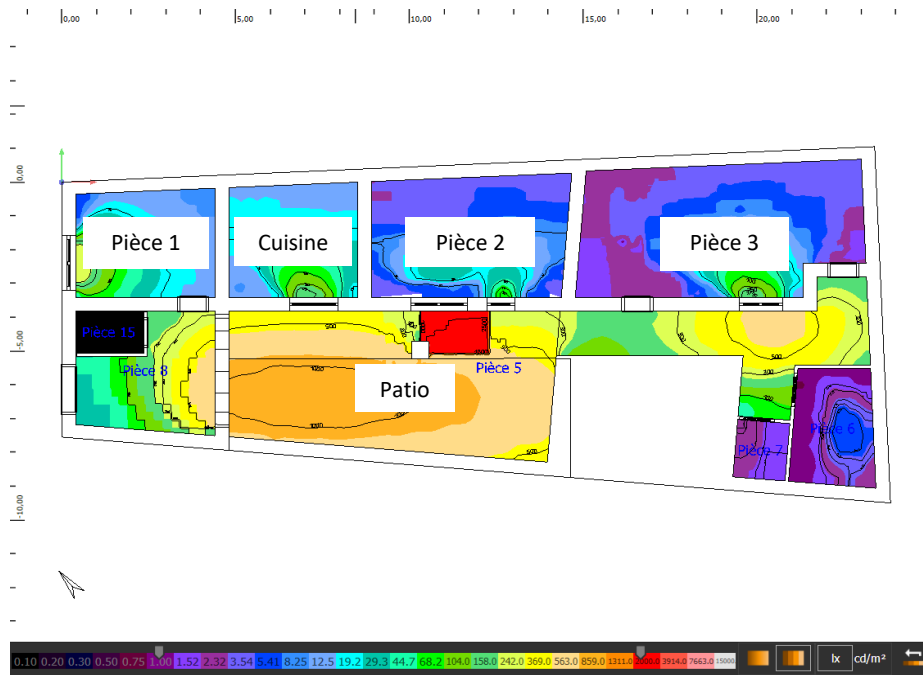 0,00 5,00 10,00 15,00 20,00
0,00
Pièce 1
Cuisine
Pièce 2
Pièce 3
-5,00
Pièce 15
Pièce 8
Pièce 5
Patio
Pièce 6
Pièce 7
-10,00
0.10 0.20 0.30 0.50 0.75 1.00 1.52 2.32 3.54 5.41 8.25 12.5 19.2 29.3 44.7 68.2 104.0 158.0 242.0 369.0 563.0 859.0 1311.0 2000.0 3914.0 7663.0 15000. lx cd/m²